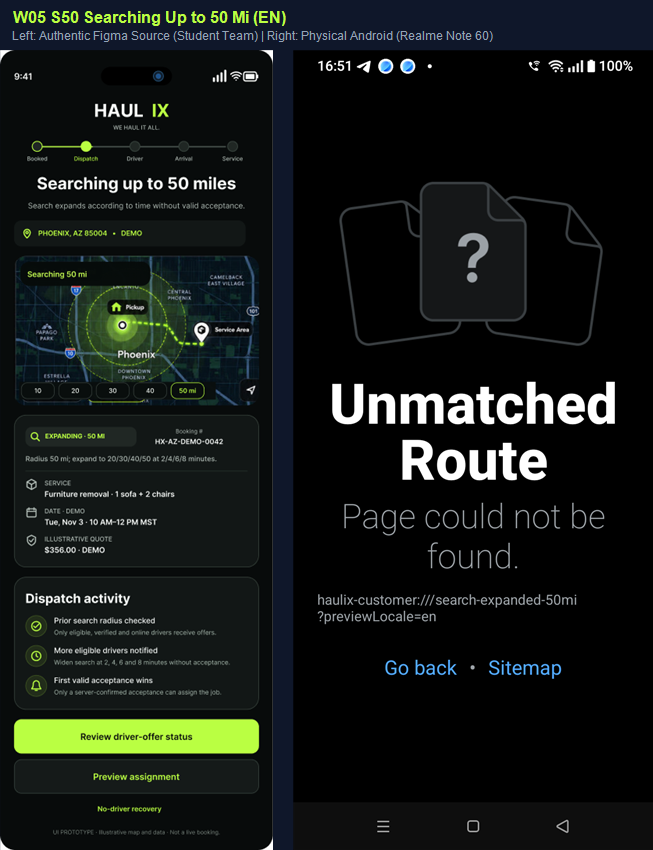 W05 S50 Searching Up to 50 Mi (EN)
Left: Authentic Figma Source (Student Team) | Right: Physical Android (Realme Note 60)
9:41
HAUL IX
WE HAUL IT ALL.
Booked
Dispatch
Driver
Arrival
Service
Searching up to 50 miles
Search expands according to time without valid acceptance.
PHOENIX, AZ 85004 • DEMO
Searching 50 mi
CAMELBACK EAST VILLAGE
17
CENTRAL PHOENIX
Pickup
101
PAPAGO PARK
Service Area
10
Phoenix
DOWNTOWN PHOENIX
ESTRELLA
10
20
30
40
50 mi
EXPANDING · 50 MI
Booking #
HX-AZ-DEMO-0042
Radius 50 mi; expand to 20/30/40/50 at 2/4/6/8 minutes.
SERVICE
Furniture removal · 1 sofa + 2 chairs
DATE · DEMO
Tue, Nov 3 · 10 AM–12 PM MST
ILLUSTRATIVE QUOTE
$356.00 · DEMO
Dispatch activity
Prior search radius checked
Only eligible, verified and online drivers receive offers.
More eligible drivers notified
Widen search at 2, 4, 6 and 8 minutes without acceptance.
First valid acceptance wins
Only a server-confirmed acceptance can assign the job.
Review driver-offer status
Preview assignment
No-driver recovery
UI PROTOTYPE · Illustrative map and data · Not a live booking.
16:51
100%
?
Unmatched
Route
Page could not be
found.
haulix-customer:///search-expanded-50mi
?previewLocale=en
Go back • Sitemap